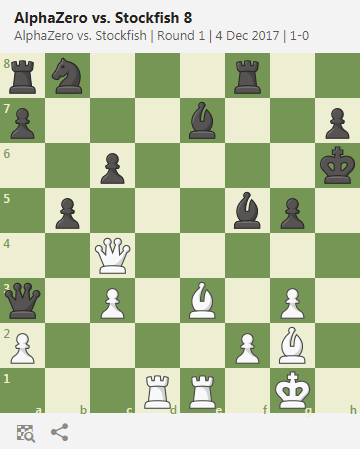 AlphaZero vs. Stockfish 8
AlphaZero vs. Stockfish | Round 1 | 4 Dec 2017 | 1-0
8
7
6
5
4
3
2
1
a b c d e f g h